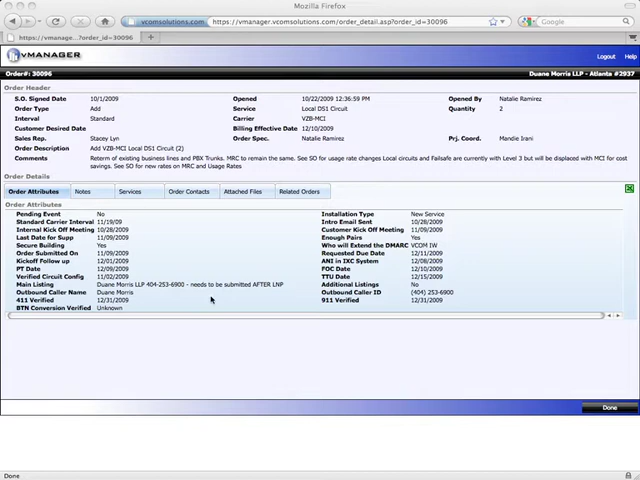 Mozilla Firefox
vcomsolutions.com https://vmanager.vcomsolutions.com/order_detail.asp?order_id=30096 Google
https://vmanage...?order_id=30096
VMANAGER Logout Help
Order#: 30096 Duane Morris LLP - Atlanta #2937
Order Header
S.O. Signed Date 10/1/2009 Opened 10/22/2009 12:36:59 PM Opened By Natalie Ramirez
Order Type Add Service Local DS1 Circuit Quantity 2
Interval Standard Carrier VZB-MCI
Customer Desired Date Billing Effective Date 12/10/2009
Sales Rep. Stacey Lyn Order Spec. Natalie Ramirez Prj. Coord. Mandie Irani
Order Description Add VZB-MCI Local DS1 Circuit (2)
Comments Reterm of existing business lines and PBX Trunks. MRC to remain the same. See SO for usage rate changes Local circuits and Failsafe are currently with Level 3 but will be displaced with MCI for cost
savings. See SO for new rates on MRC and Usage Rates
Order Details
Order Attributes Notes Services Order Contacts Attached Files Related Orders
Order Attributes
Pending Event No Installation Type New Service
Standard Carrier Interval 11/19/09 Intro Email Sent 10/28/2009
Internal Kick Off Meeting 10/28/2009 Customer Kick Off Meeting 11/09/2009
Last Date for Supp 11/09/2009 Enough Pairs Yes
Secure Building Yes Who will Extend the DMARC VCOM IW
Order Submitted On 11/09/2009 Requested Due Date 12/11/2009
Kickoff Follow up 12/01/2009 ANI in IXC System 12/08/2009
PT Date 12/09/2009 FOC Date 12/10/2009
Verified Circuit Config 11/02/2009 TTU Date 12/15/2009
Main Listing Duane Morris LLP 404-253-6900 - needs to be submitted AFTER LNP Additional Listings No
Outbound Caller Name Duane Morris Outbound Caller ID (404) 253-6900
411 Verified 12/31/2009 911 Verified 12/31/2009
BTN Conversion Verified Unknown
Done
Done